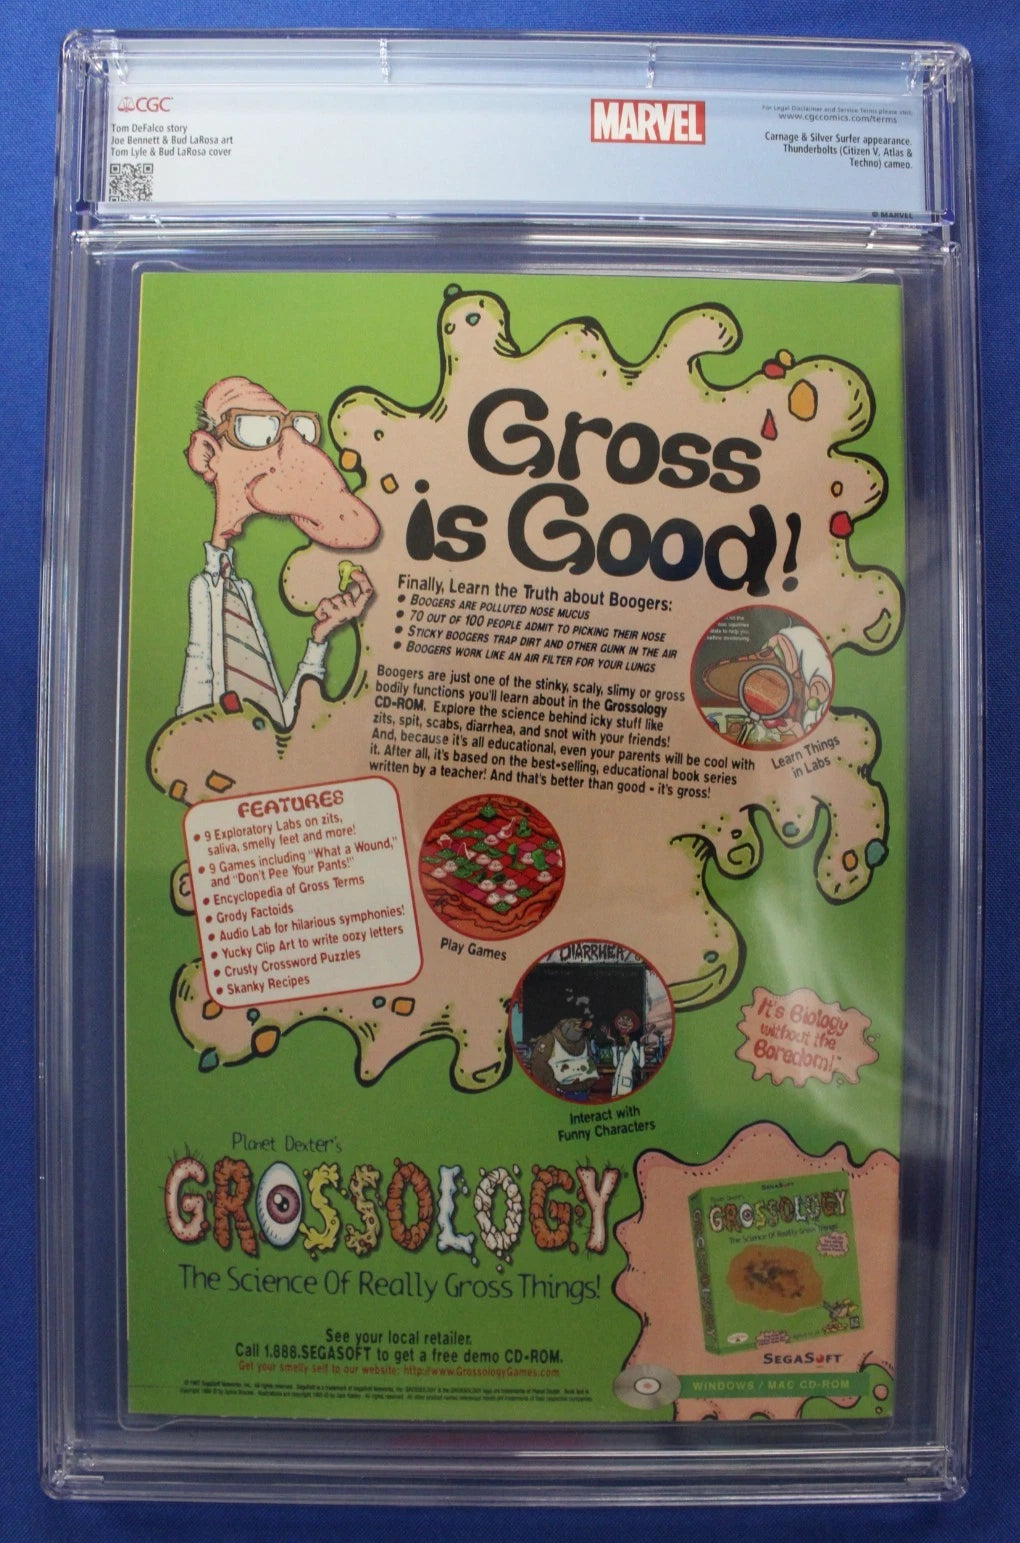 CGC
Tom DeFalco story
Joe Bennett & Bud LaRosa art
Tom Lyle & Bud LaRosa cover
MARVEL
For Legal Disclaimer and Service Terms please visit:
www.cgccomics.com/terms
Carnage & Silver Surfer appearance.
Thunderbolts (Citizen V, Atlas &
Techno) cameo.
© MARVEL
Gross
is Good!
Finally, Learn the Truth about Boogers:
• BOOGERS ARE POLLUTED NOSE MUCUS
• 70 OUT OF 100 PEOPLE ADMIT TO PICKING THEIR NOSE
• STICKY BOOGERS TRAP DIRT AND OTHER GUNK IN THE AIR
• BOOGERS WORK LIKE AN AIR FILTER FOR YOUR LUNGS
Boogers are just one of the stinky, scaly, slimy or gross
bodily functions you'll learn about in the Grossology
CD-ROM. Explore the science behind icky stuff like
zits, spit, scabs, diarrhea, and snot with your friends!
And, because it's all educational, even your parents will be cool with
it. After all, it's based on the best-selling, educational book series
written by a teacher! And that's better than good - it's gross!
Learn Things
in Labs
FEATURES
• 9 Exploratory Labs on zits,
saliva, smelly feet and more!
• 9 Games including "What a Wound,"
and "Don't Pee Your Pants!"
• Encyclopedia of Gross Terms
• Grody Factoids
• Audio Lab for hilarious symphonies!
• Yucky Clip Art to write oozy letters
• Crusty Crossword Puzzles
• Skanky Recipes
Play Games
DIARRHEA
Interact with
Funny Characters
It's Biology
without the
Boredom!™
Planet Dexter's
GROSSOLOGY
The Science Of Really Gross Things!
SEGASOFT
GROSSOLOGY
The Science Of Really Gross Things!
See your local retailer.
Call 1.888.SEGASOFT to get a free demo CD-ROM.
Get your smelly self to our website: http://www.GrossologyGames.com
SEGASOFT
WINDOWS / MAC CD-ROM